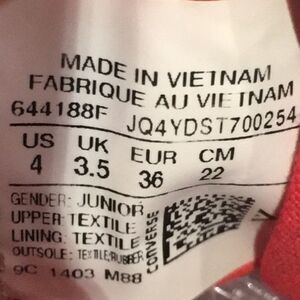 MADE IN VIETNAM
FABRIQUE AU VIETNAM
644188F JQ4YDST700254
US UK EUR CM
4 3.5 36 22
GENDER: JUNIOR
UPPER: TEXTILE
LINING: TEXTILE
OUTSOLE: TEXTILE/RUBBER
9C 1403 M88
CONVERSE
V